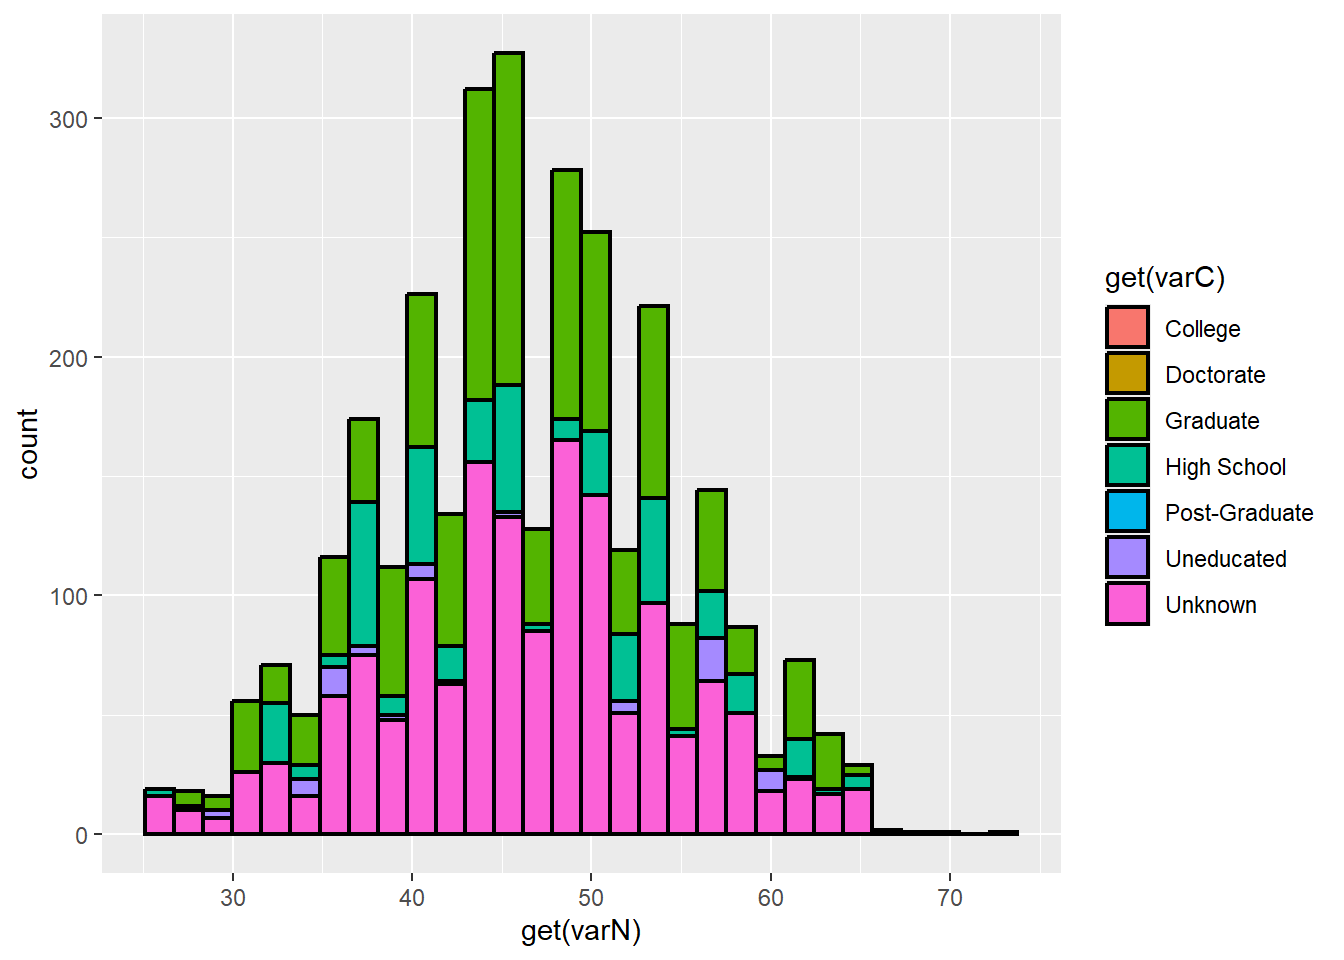 300
200
100
0
count
30 40 50 60 70
get(varN)
get(varC)
College
Doctorate
Graduate
High School
Post-Graduate
Uneducated
Unknown